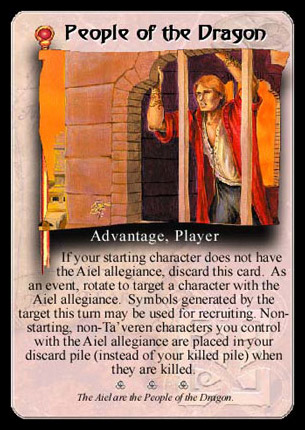 People of the Dragon
Advantage, Player
If your starting character does not have
the Aiel allegiance, discard this card. As
an event, rotate to target a character with the
Aiel allegiance. Symbols generated by the
target this turn may be used for recruiting. Non-
starting, non-Ta'veren characters you control
with the Aiel allegiance are placed in your
discard pile (instead of your killed pile) when
they are killed.
The Aiel are the People of the Dragon.